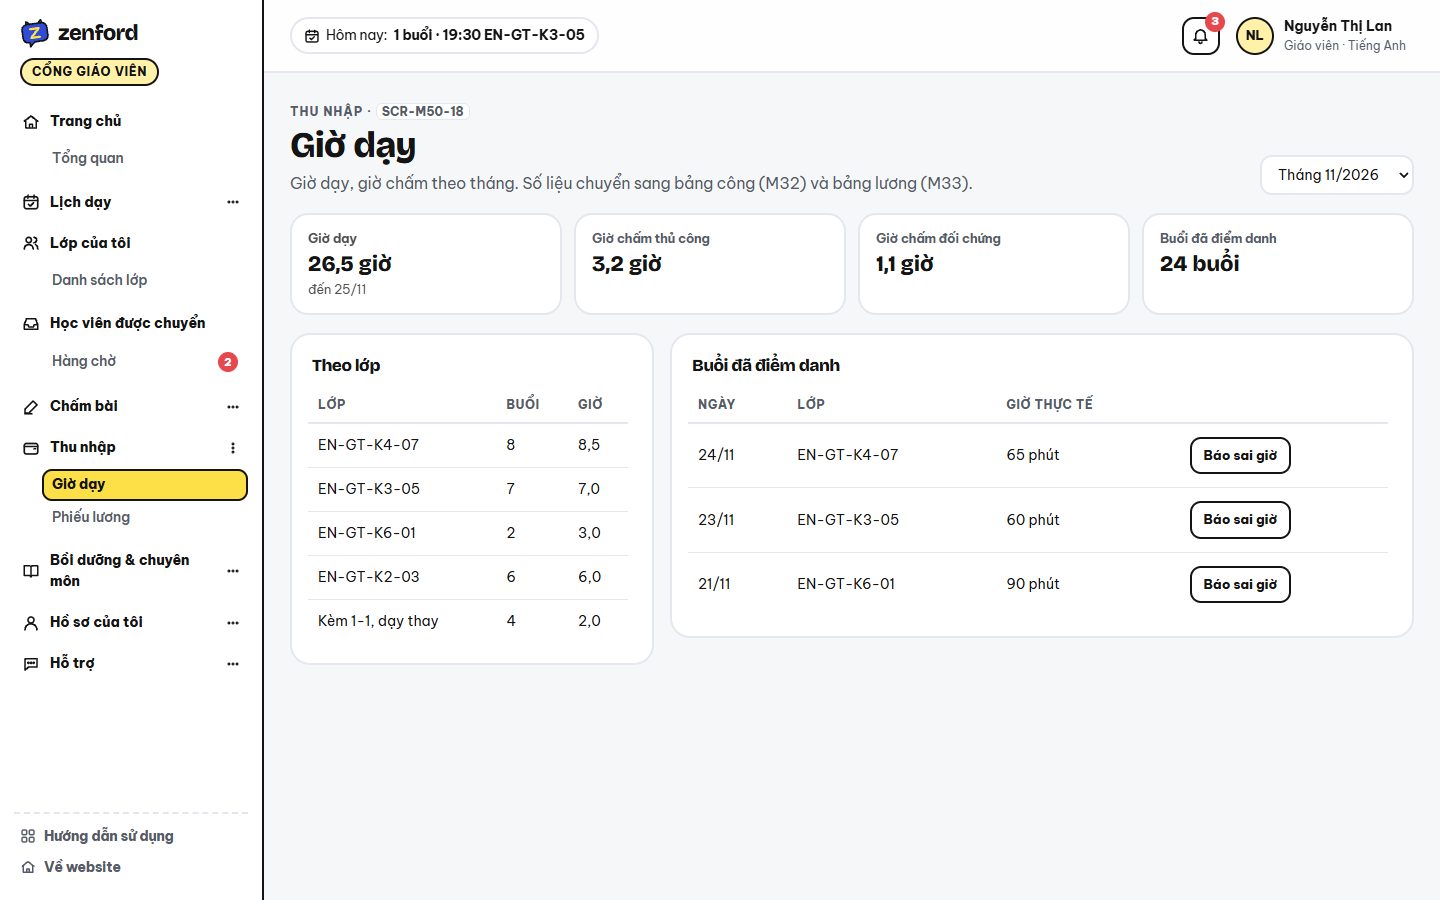 zenford
CỔNG GIÁO VIÊN
Trang chủ
Tổng quan
Lịch dạy
Lớp của tôi
Danh sách lớp
Học viên được chuyển
Hàng chờ 2
Chấm bài
Thu nhập
Giờ dạy
Phiếu lương
Bồi dưỡng & chuyên
môn
Hồ sơ của tôi
Hỗ trợ
Hướng dẫn sử dụng
Về website
Hôm nay: 1 buổi · 19:30 EN-GT-K3-05
3
NL
Nguyễn Thị Lan
Giáo viên · Tiếng Anh
THU NHẬP · SCR-M50-18
Giờ dạy
Giờ dạy, giờ chấm theo tháng. Số liệu chuyển sang bảng công (M32) và bảng lương (M33).
Tháng 11/2026
Giờ dạy
26,5 giờ
đến 25/11
Giờ chấm thủ công
3,2 giờ
Giờ chấm đối chứng
1,1 giờ
Buổi đã điểm danh
24 buổi
Theo lớp
LỚP BUỔI GIỜ
EN-GT-K4-07 8 8,5
EN-GT-K3-05 7 7,0
EN-GT-K6-01 2 3,0
EN-GT-K2-03 6 6,0
Kèm 1-1, dạy thay 4 2,0
Buổi đã điểm danh
NGÀY LỚP GIỜ THỰC TẾ
24/11 EN-GT-K4-07 65 phút Báo sai giờ
23/11 EN-GT-K3-05 60 phút Báo sai giờ
21/11 EN-GT-K6-01 90 phút Báo sai giờ